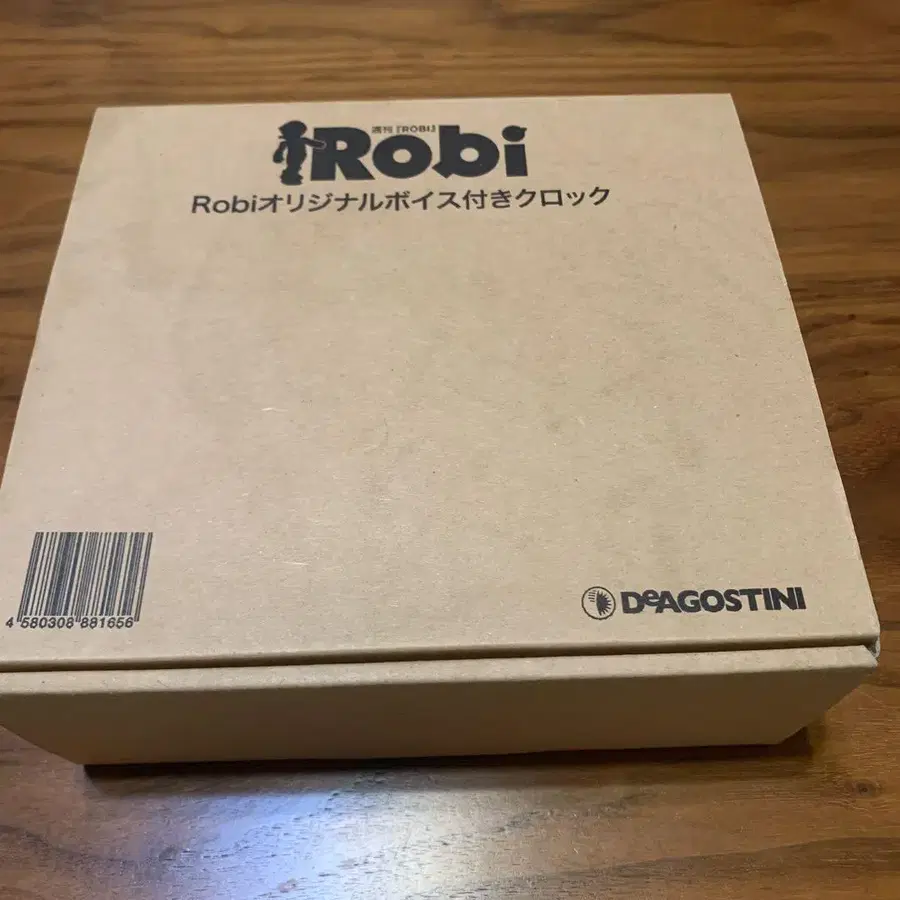 週刊『ROBI』
Robi
Robiオリジナルボイス付きクロック
4 580308 881656
DeAGOSTINI